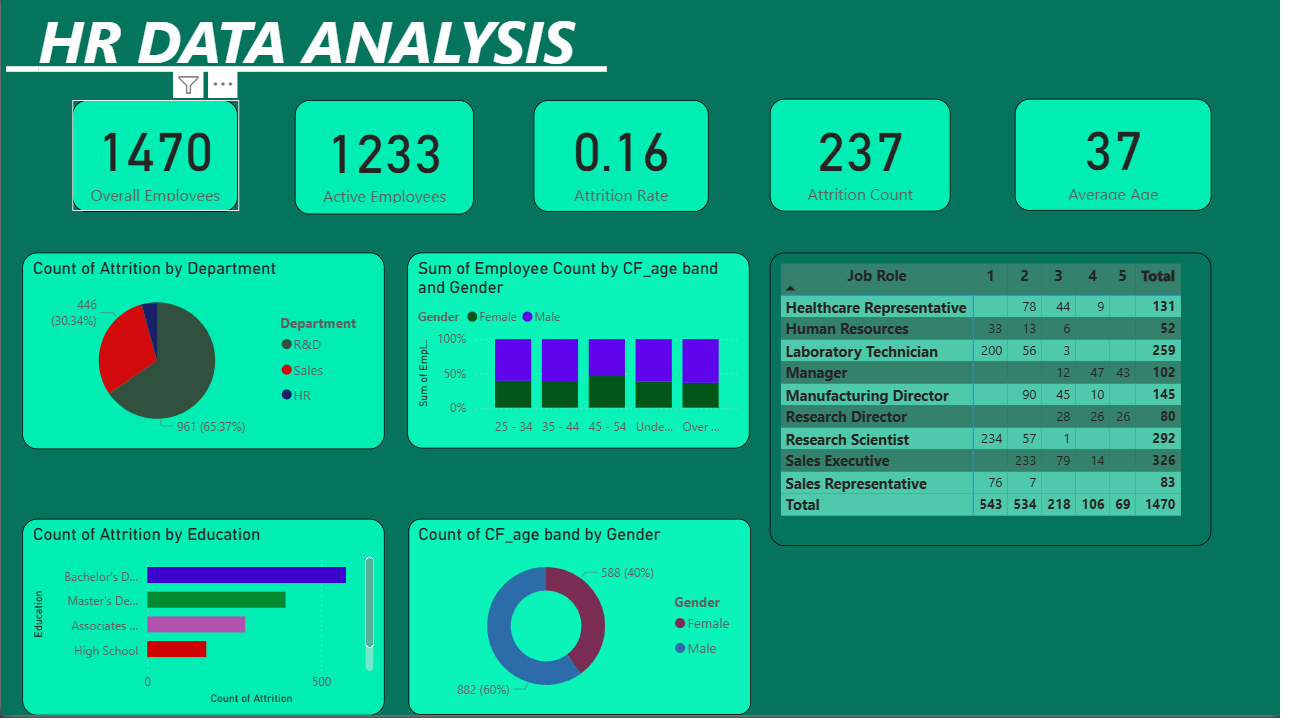 HR DATA ANALYSIS
1470
Overall Employees
1233
Active Employees
0.16
Attrition Rate
237
Attrition Count
37
Average Age
Count of Attrition by Department
446
(30.34%)
961 (65.37%)
Department
R&D
Sales
HR
Sum of Employee Count by CF_age band
and Gender
Gender Female Male
Sum of Empl...
100%
50%
0%
25 - 34 35 - 44 45 - 54 Unde... Over ...
Job Role 1 2 3 4 5 Total
Healthcare Representative 78 44 9 131
Human Resources 33 13 6 52
Laboratory Technician 200 56 3 259
Manager 12 47 43 102
Manufacturing Director 90 45 10 145
Research Director 28 26 26 80
Research Scientist 234 57 1 292
Sales Executive 233 79 14 326
Sales Representative 76 7 83
Total 543 534 218 106 69 1470
Count of Attrition by Education
Education
Bachelor's D...
Master's De...
Associates ...
High School
0 500
Count of Attrition
Count of CF_age band by Gender
588 (40%)
882 (60%)
Gender
Female
Male